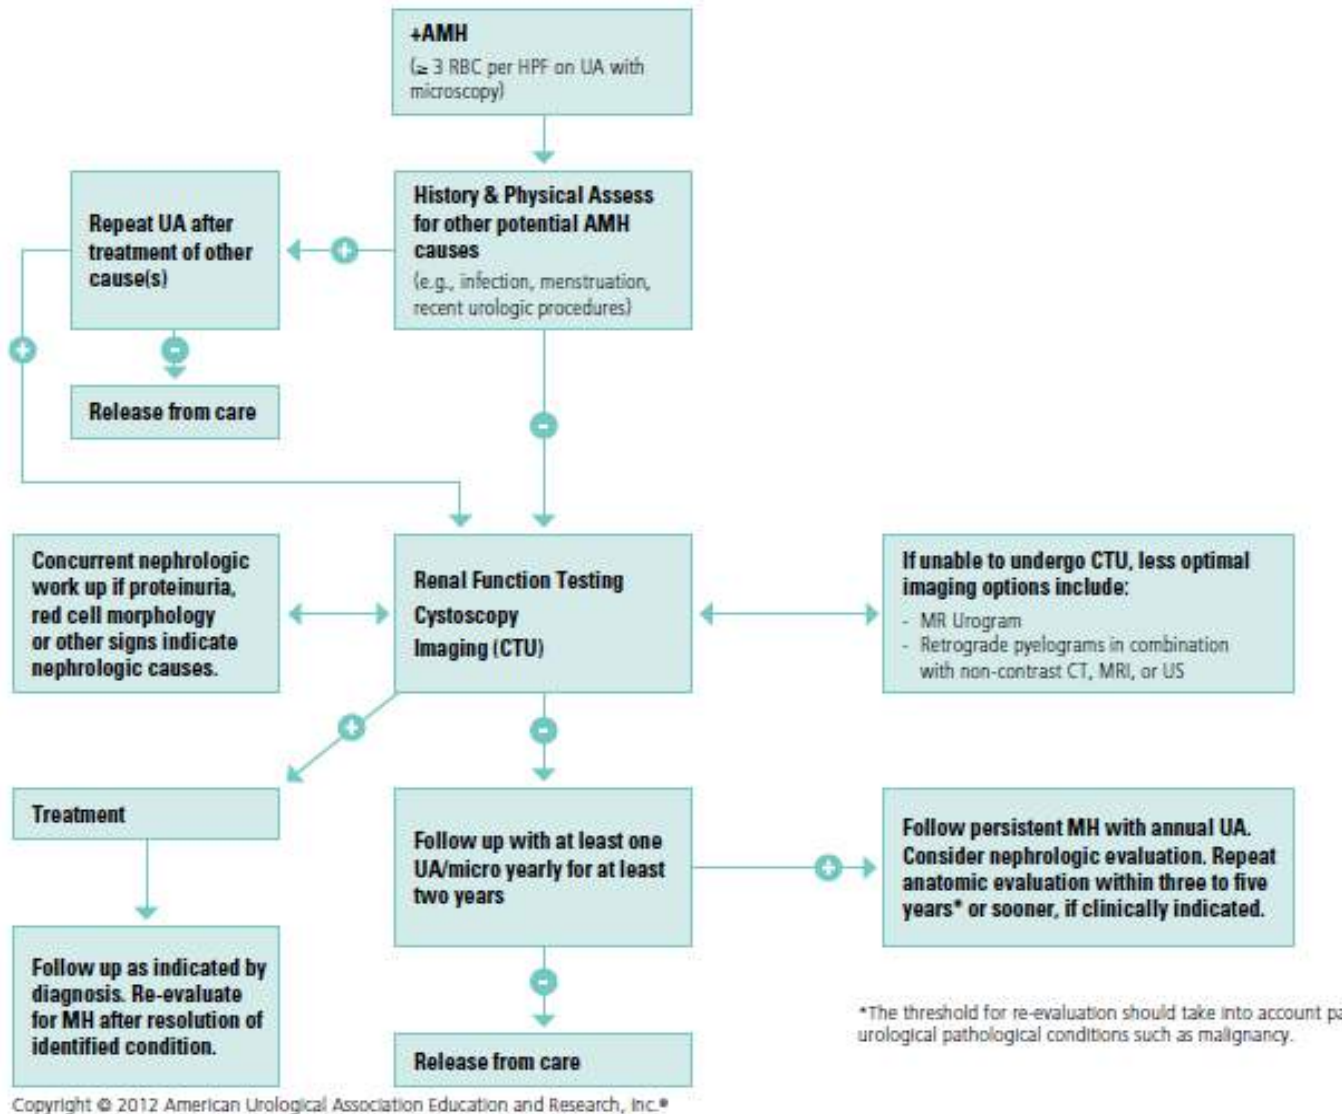 +AMH
(≥ 3 RBC per HPF on UA with
microscopy)
History & Physical Assess
for other potential AMH
causes
(e.g., infection, menstruation,
recent urologic procedures)
Repeat UA after
treatment of other
cause(s)
+
+
-
Release from care
-
Concurrent nephrologic
work up if proteinuria,
red cell morphology
or other signs indicate
nephrologic causes.
Renal Function Testing
Cystoscopy
Imaging (CTU)
If unable to undergo CTU, less optimal
imaging options include:
- MR Urogram
- Retrograde pyelograms in combination
with non-contrast CT, MRI, or US
+
-
Treatment
Follow up with at least one
UA/micro yearly for at least
two years
+
Follow persistent MH with annual UA.
Consider nephrologic evaluation. Repeat
anatomic evaluation within three to five
years* or sooner, if clinically indicated.
Follow up as indicated by
diagnosis. Re-evaluate
for MH after resolution of
identified condition.
-
Release from care
*The threshold for re-evaluation should take into account
urological pathological conditions such as malignancy.
Copyright © 2012 American Urological Association Education and Research, Inc.®